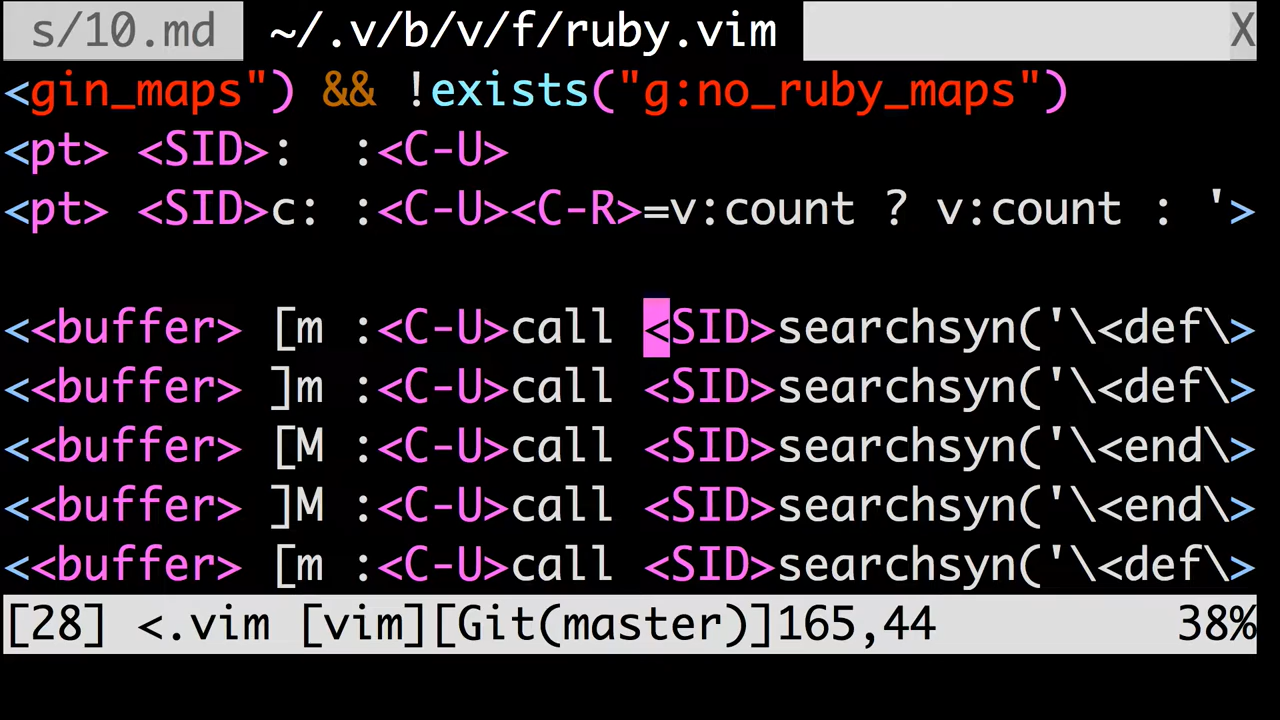 s/10.md ~/.v/b/v/f/ruby.vim X
<gin_maps") && !exists("g:no_ruby_maps")
<pt> <SID>:  :<C-U>
<pt> <SID>c: :<C-U><C-R>=v:count ? v:count : '>
<<buffer> [m :<C-U>call <SID>searchsyn('\<def\>
<<buffer> ]m :<C-U>call <SID>searchsyn('\<def\>
<<buffer> [M :<C-U>call <SID>searchsyn('\<end\>
<<buffer> ]M :<C-U>call <SID>searchsyn('\<end\>
<<buffer> [m :<C-U>call <SID>searchsyn('\<def\>
[28] <.vim [vim][Git(master)]165,44 38%